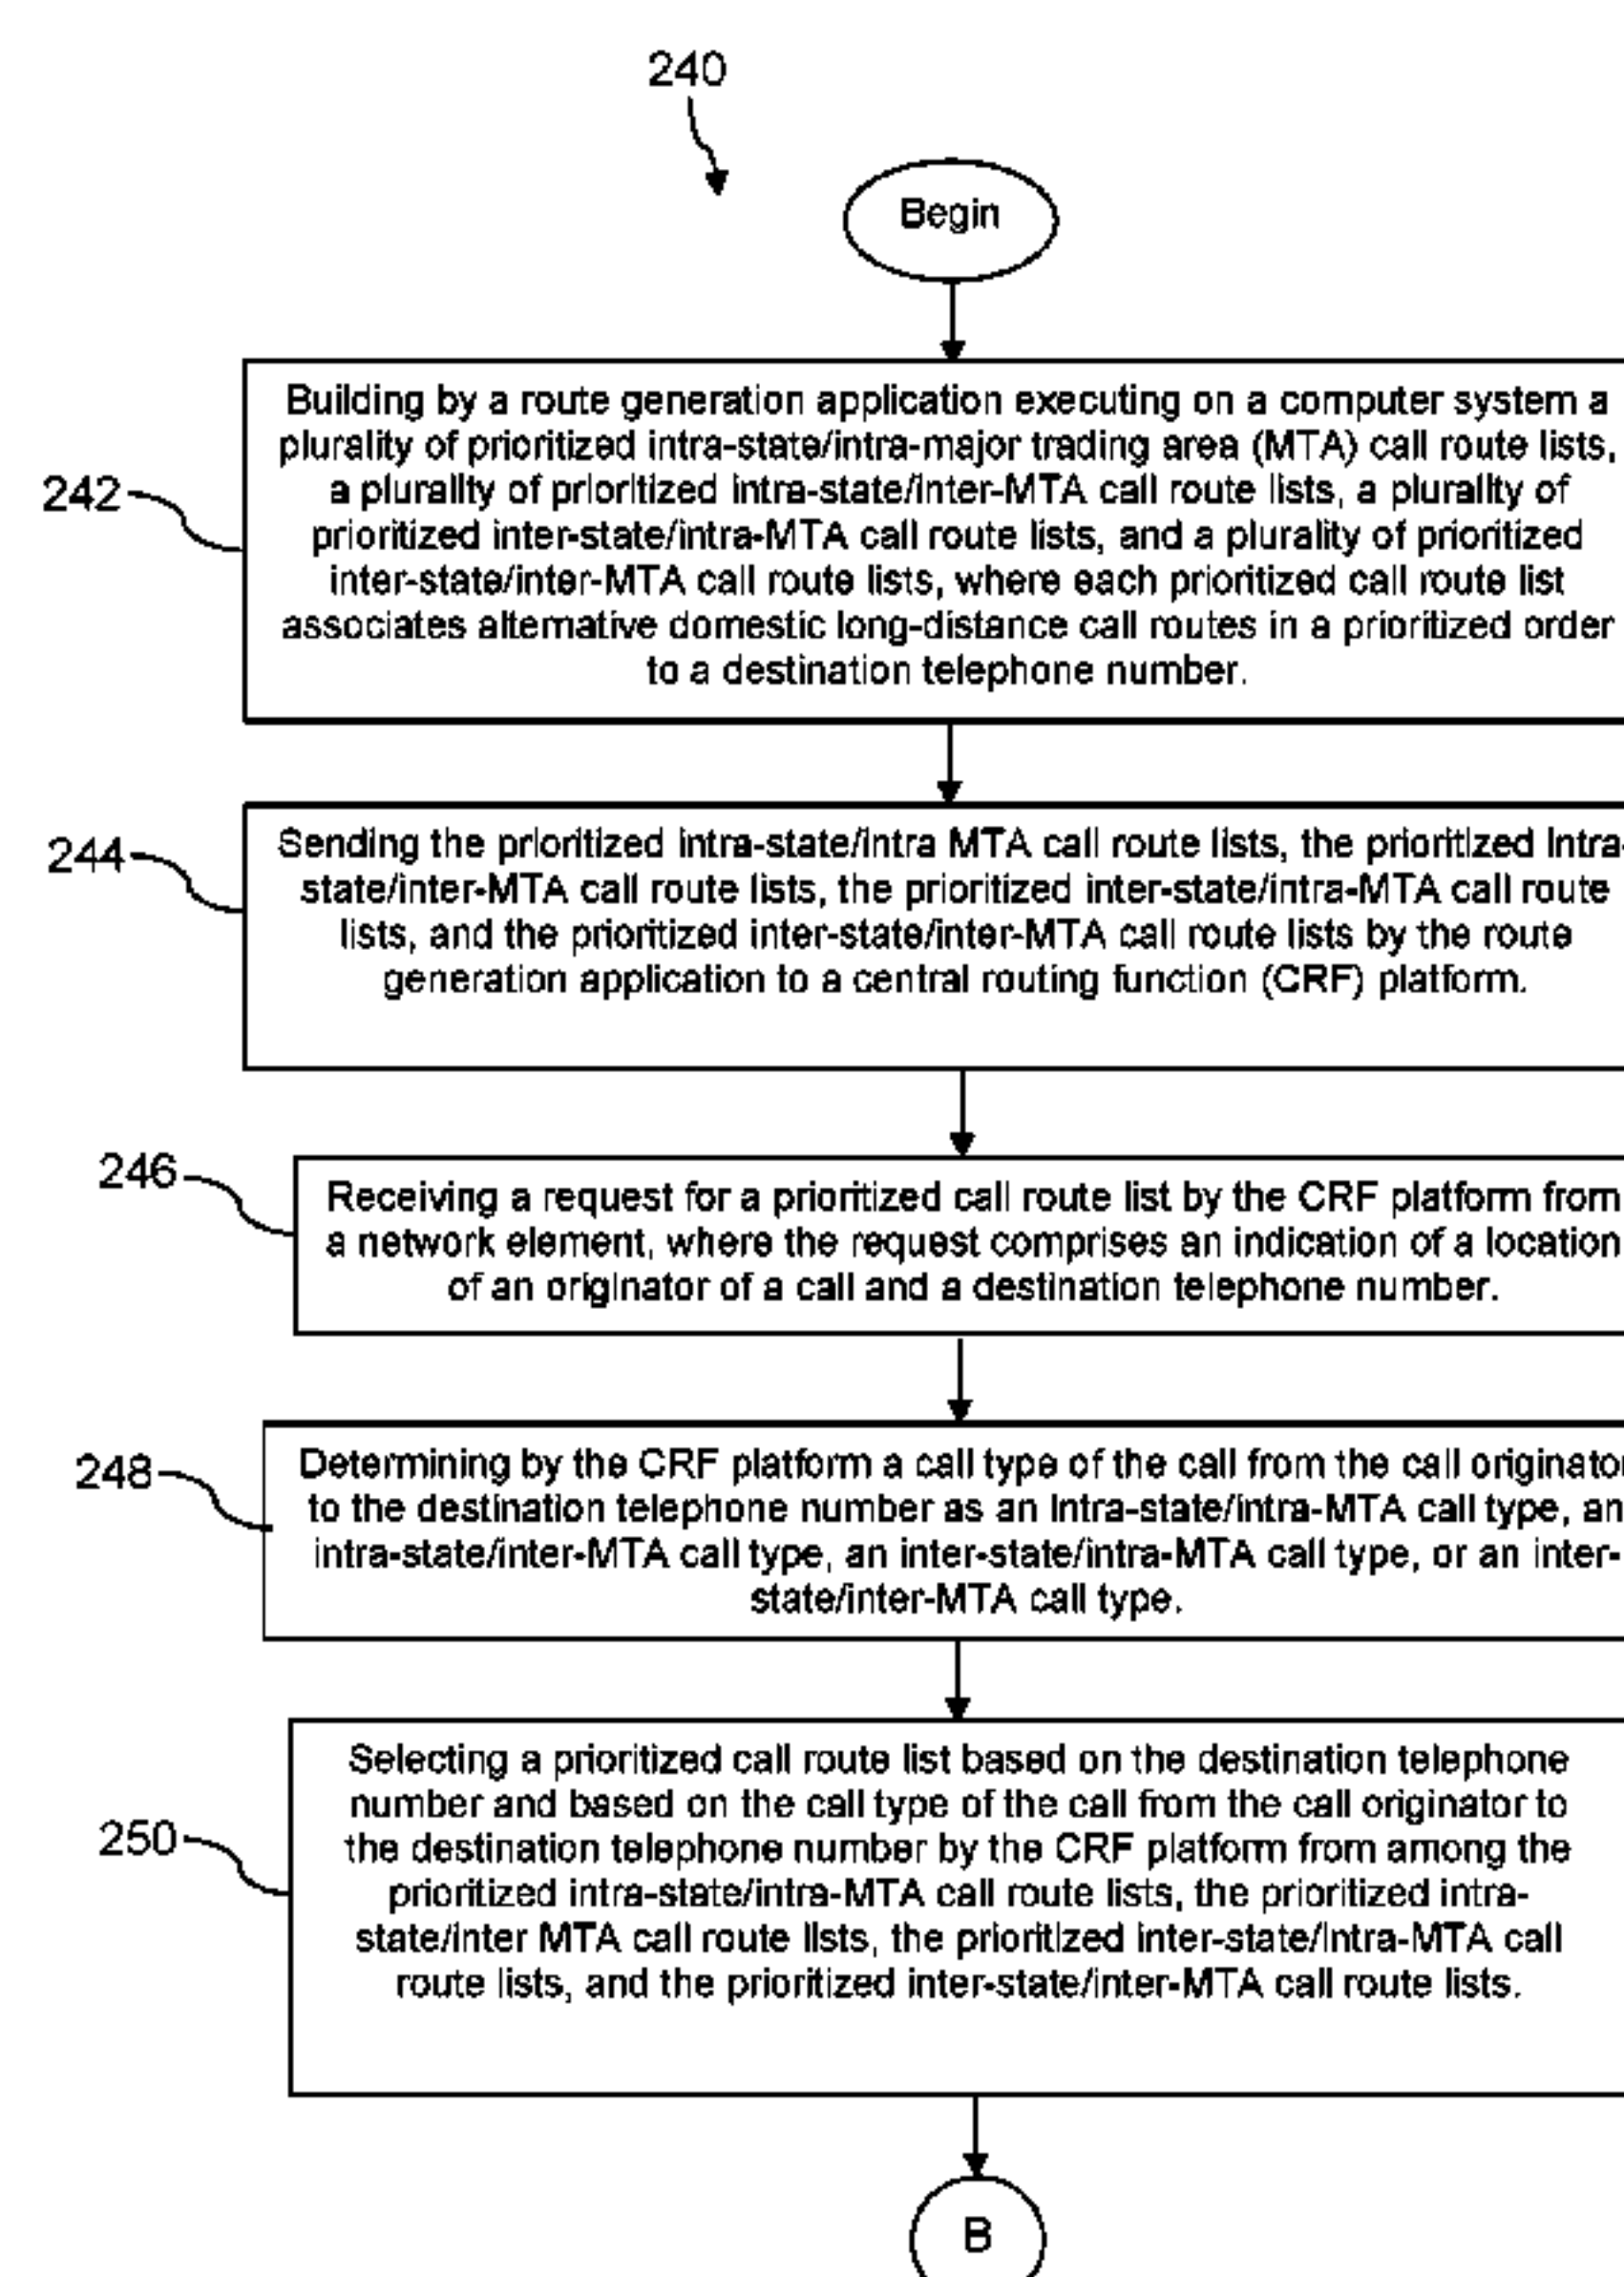 240
Begin
242
Building by a route generation application executing on a computer system a
plurality of prioritized intra-state/intra-major trading area (MTA) call route lists,
a plurality of prioritized intra-state/inter-MTA call route lists, a plurality of
prioritized inter-state/intra-MTA call route lists, and a plurality of prioritized
inter-state/inter-MTA call route lists, where each prioritized call route list
associates alternative domestic long-distance call routes in a prioritized order
to a destination telephone number.
244
Sending the prioritized intra-state/intra MTA call route lists, the prioritized intra-
state/inter-MTA call route lists, the prioritized inter-state/intra-MTA call route
lists, and the prioritized inter-state/inter-MTA call route lists by the route
generation application to a central routing function (CRF) platform.
246
Receiving a request for a prioritized call route list by the CRF platform from
a network element, where the request comprises an indication of a location
of an originator of a call and a destination telephone number.
248
Determining by the CRF platform a call type of the call from the call originator
to the destination telephone number as an intra-state/intra-MTA call type, an
intra-state/inter-MTA call type, an inter-state/intra-MTA call type, or an inter-
state/inter-MTA call type.
250
Selecting a prioritized call route list based on the destination telephone
number and based on the call type of the call from the call originator to
the destination telephone number by the CRF platform from among the
prioritized intra-state/intra-MTA call route lists, the prioritized intra-
state/inter MTA call route lists, the prioritized inter-state/intra-MTA call
route lists, and the prioritized inter-state/inter-MTA call route lists.
B